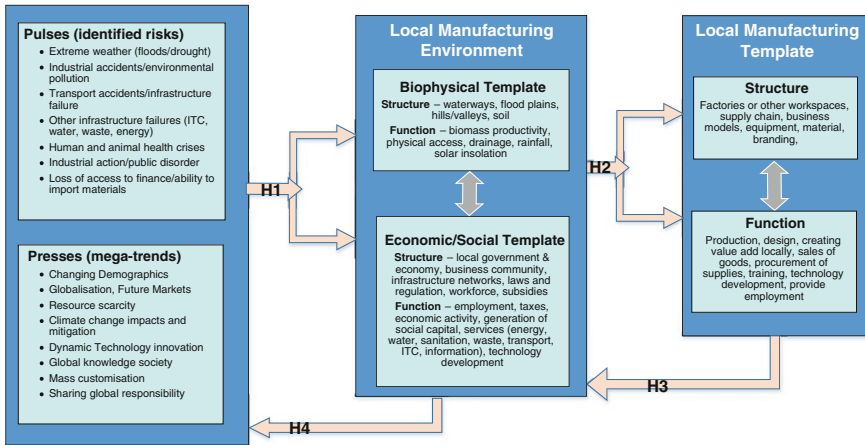 Pulses (identified risks)
• Extreme weather (floods/drought)
• Industrial accidents/environmental
pollution
• Transport accidents/infrastructure
failure
• Other infrastructure failures (ITC,
water, waste, energy)
• Human and animal health crises
• Industrial action/public disorder
• Loss of access to finance/ability to
import materials
Presses (mega-trends)
• Changing Demographics
• Globalisation, Future Markets
• Resource scarcity
• Climate change impacts and
mitigation
• Dynamic Technology innovation
• Global knowledge society
• Mass customisation
• Sharing global responsibility
H1
Local Manufacturing
Environment
Biophysical Template
Structure – waterways, flood plains,
hills/valleys, soil
Function – biomass productivity,
physical access, drainage, rainfall,
solar insolation
Economic/Social Template
Structure – local government &
economy, business community,
infrastructure networks, laws and
regulation, workforce, subsidies
Function – employment, taxes,
economic activity, generation of
social capital, services (energy,
water, sanitation, waste, transport,
ITC, information), technology
development
H2
Local Manufacturing
Template
Structure
Factories or other workspaces,
supply chain, business
models, equipment, material,
branding,
Function
Production, design, creating
value add locally, sales of
goods, procurement of
supplies, training, technology
development, provide
employment
H3
H4